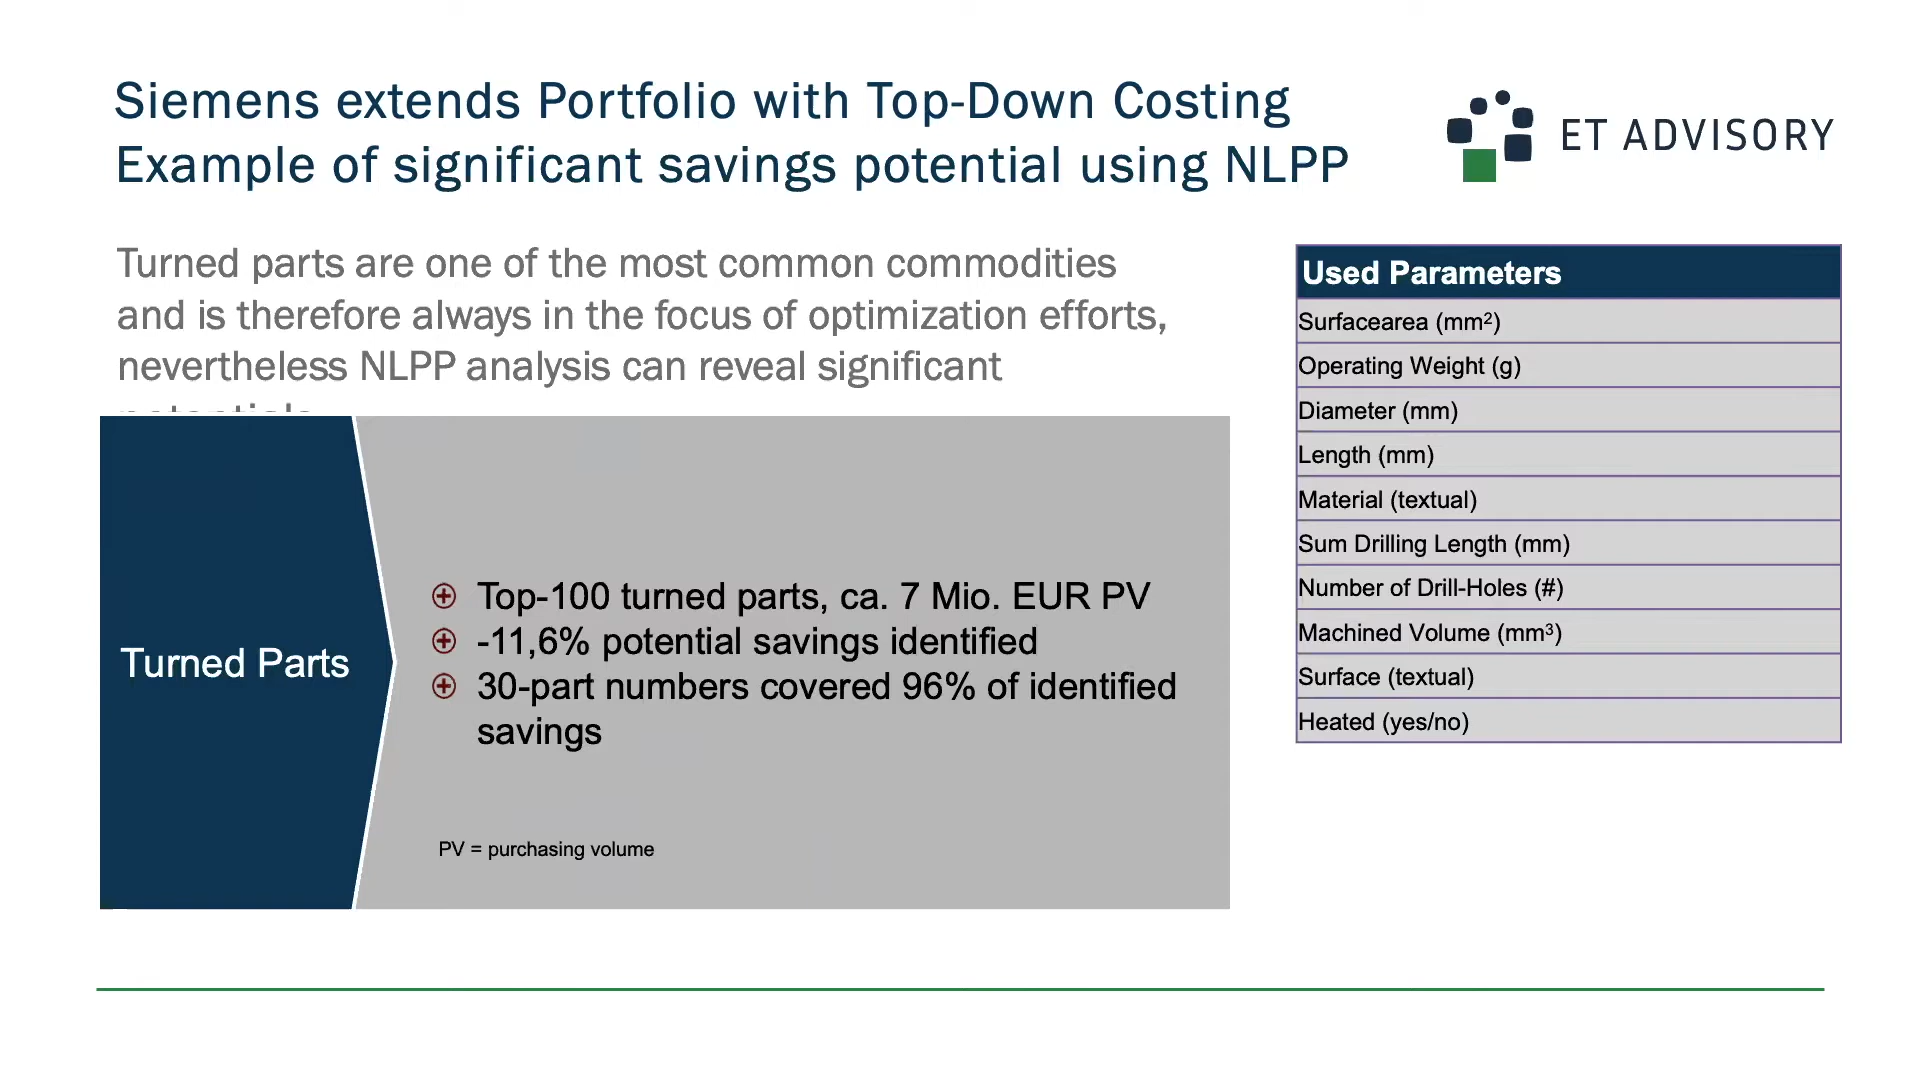 Siemens extends Portfolio with Top-Down Costing
Example of significant savings potential using NLPP
ET ADVISORY
Turned parts are one of the most common commodities
and is therefore always in the focus of optimization efforts,
nevertheless NLPP analysis can reveal significant
Turned Parts
Top-100 turned parts, ca. 7 Mio. EUR PV
-11,6% potential savings identified
30-part numbers covered 96% of identified
savings
PV = purchasing volume
Used Parameters
Surfacearea (mm²)
Operating Weight (g)
Diameter (mm)
Length (mm)
Material (textual)
Sum Drilling Length (mm)
Number of Drill-Holes (#)
Machined Volume (mm³)
Surface (textual)
Heated (yes/no)